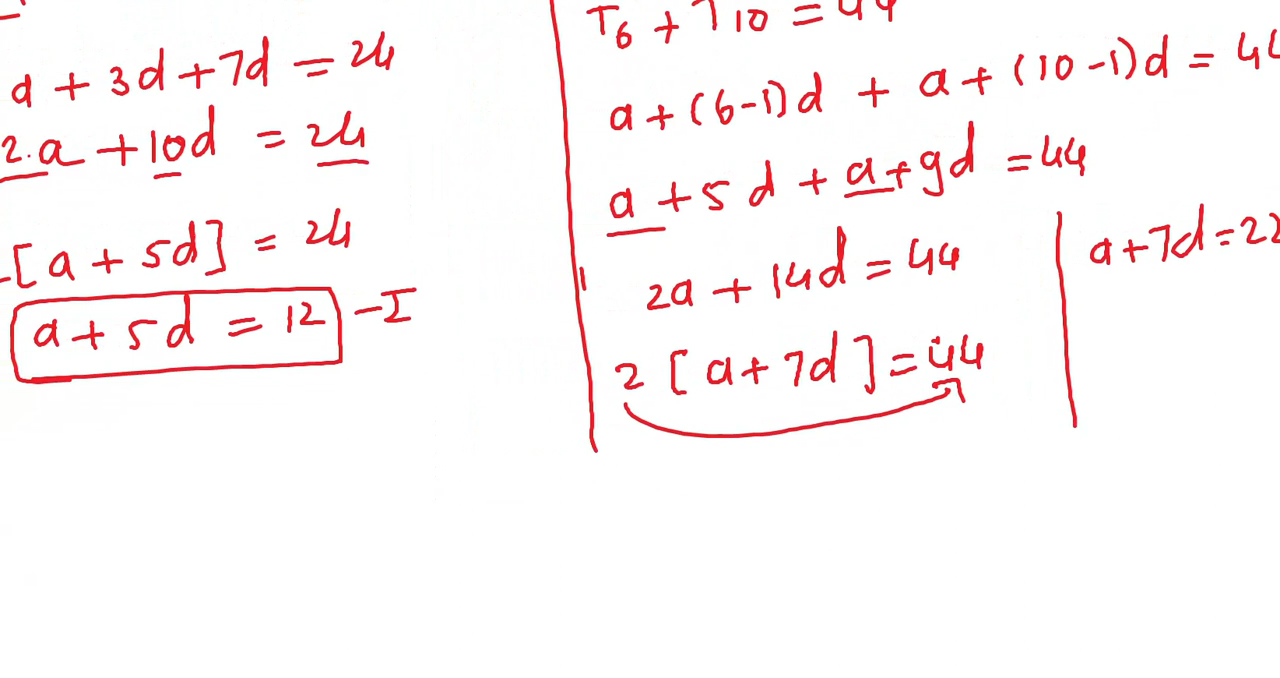 a + 3d + 7d = 24
2.a + 10d = 24
[a + 5d] = 24
a + 5d = 12 - I
T6 + T10 = 44
a + (6-1)d + a + (10-1)d = 44
a + 5d + a + 9d = 44
2a + 14d = 44
2 [a + 7d] = 44
a + 7d = 22